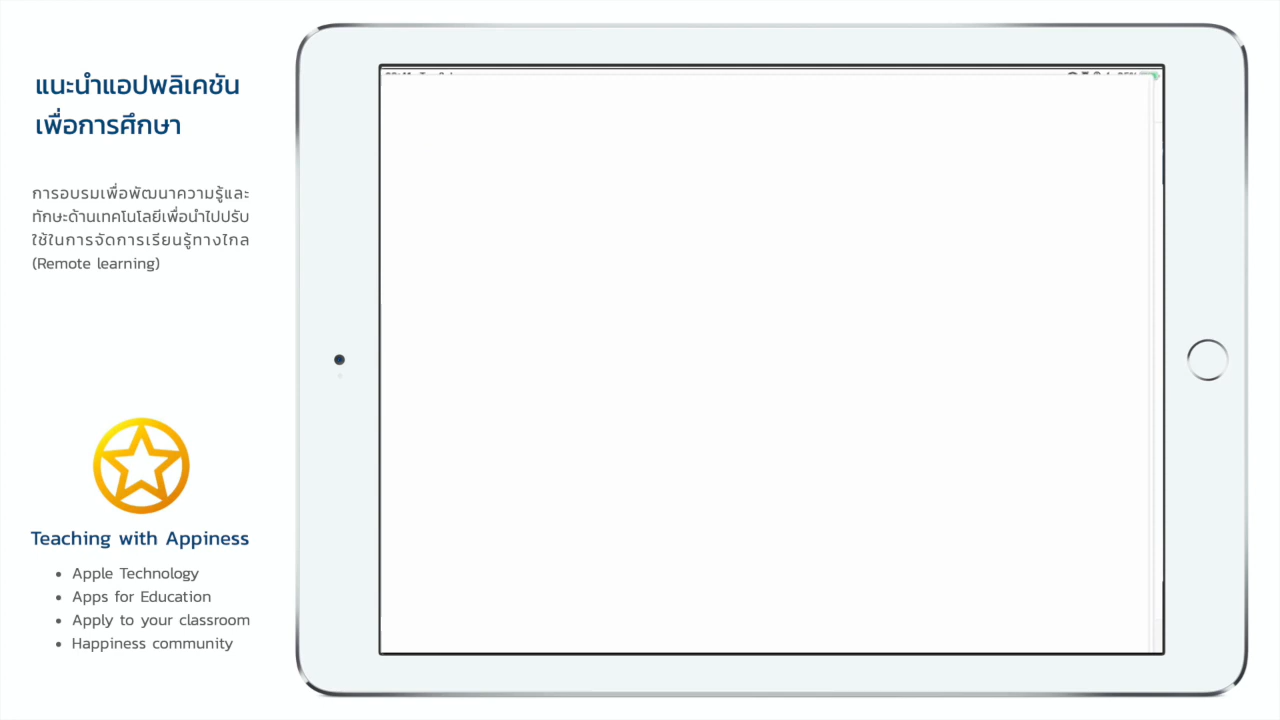 แนะนำแอปพลิเคชัน
เพื่อการศึกษา
การอบรมเพื่อพัฒนาความรู้และ
ทักษะด้านเทคโนโลยีเพื่อนำไปปรับ
ใช้ในการจัดการเรียนรู้ทางไกล
(Remote learning)
Teaching with Appiness
• Apple Technology
• Apps for Education
• Apply to your classroom
• Happiness community